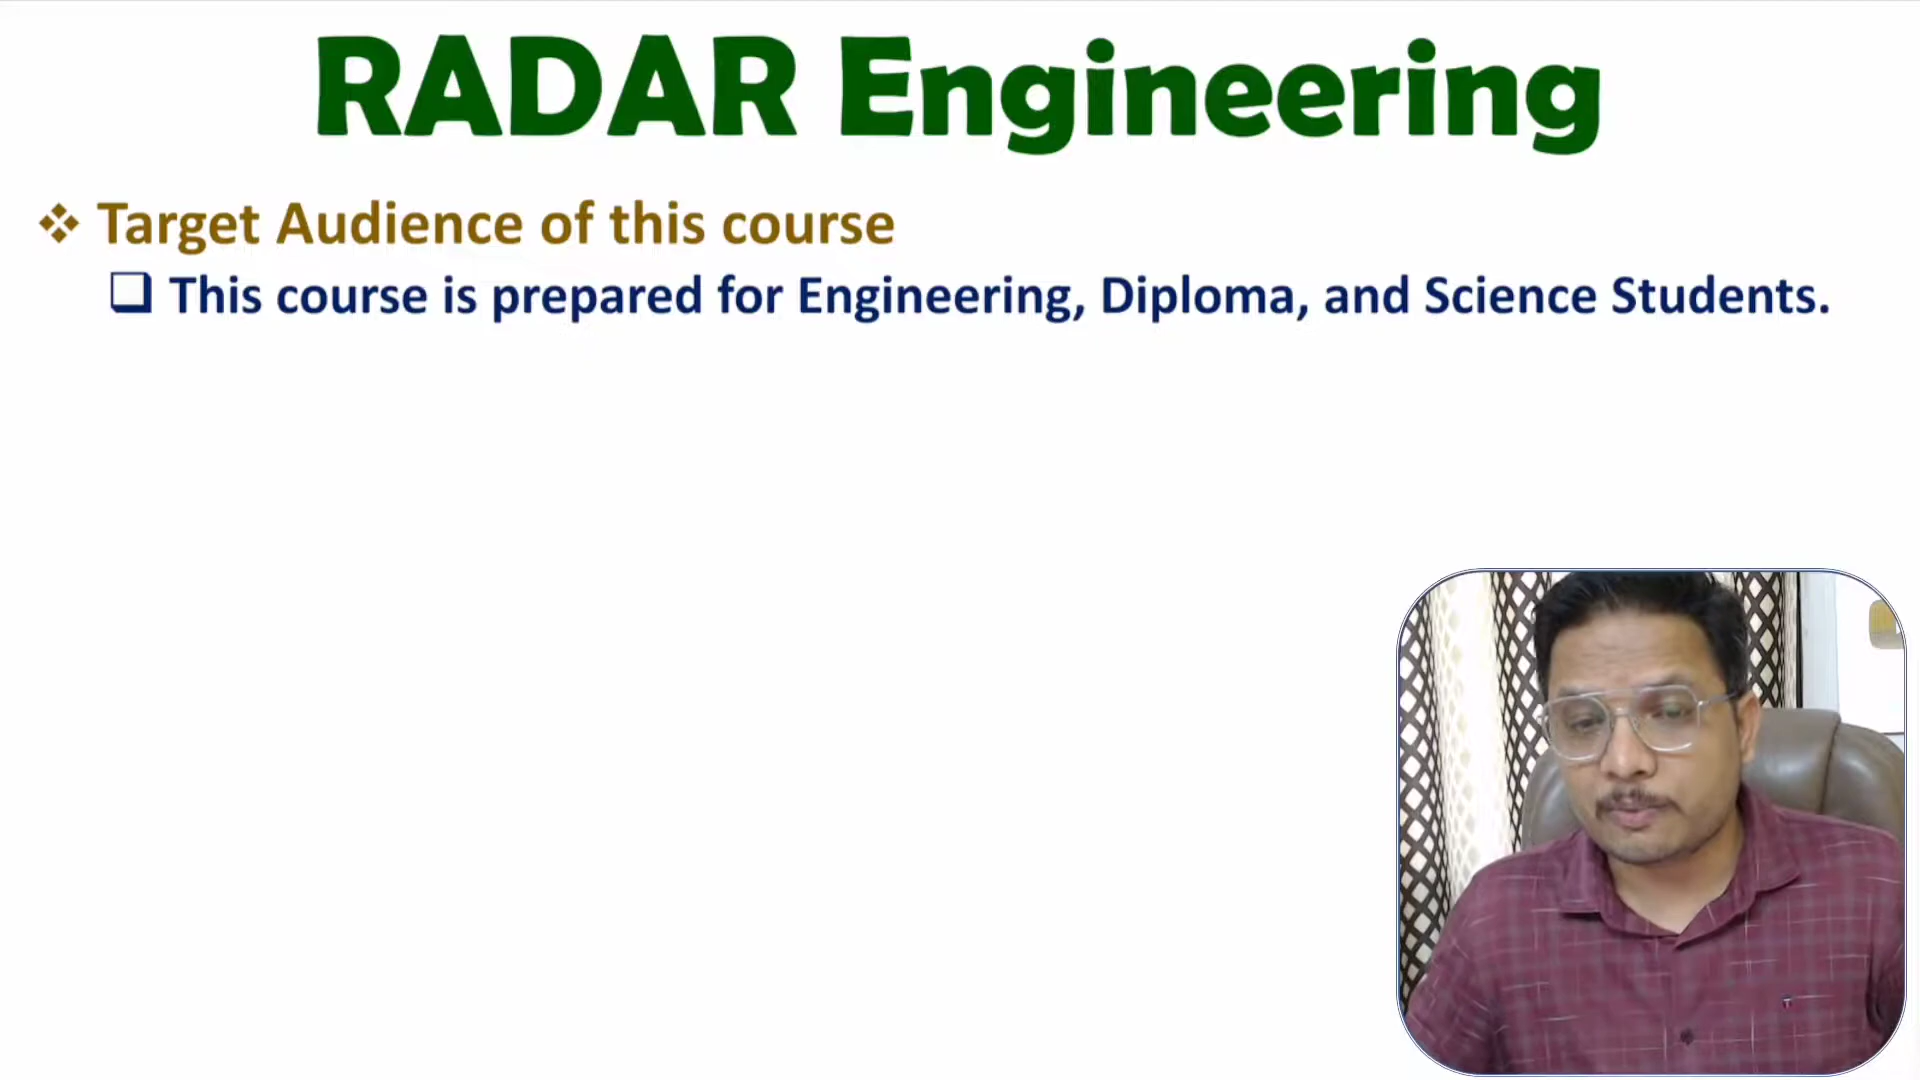 RADAR Engineering
Target Audience of this course
This course is prepared for Engineering, Diploma, and Science Students.